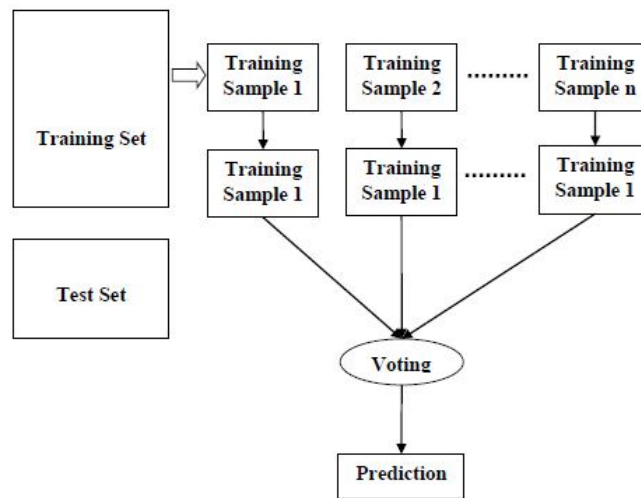 Training Set
Training
Sample 1
Training
Sample 2
.........
Training
Sample n
Training
Sample 1
Training
Sample 1
.........
Training
Sample 1
Test Set
Voting
Prediction